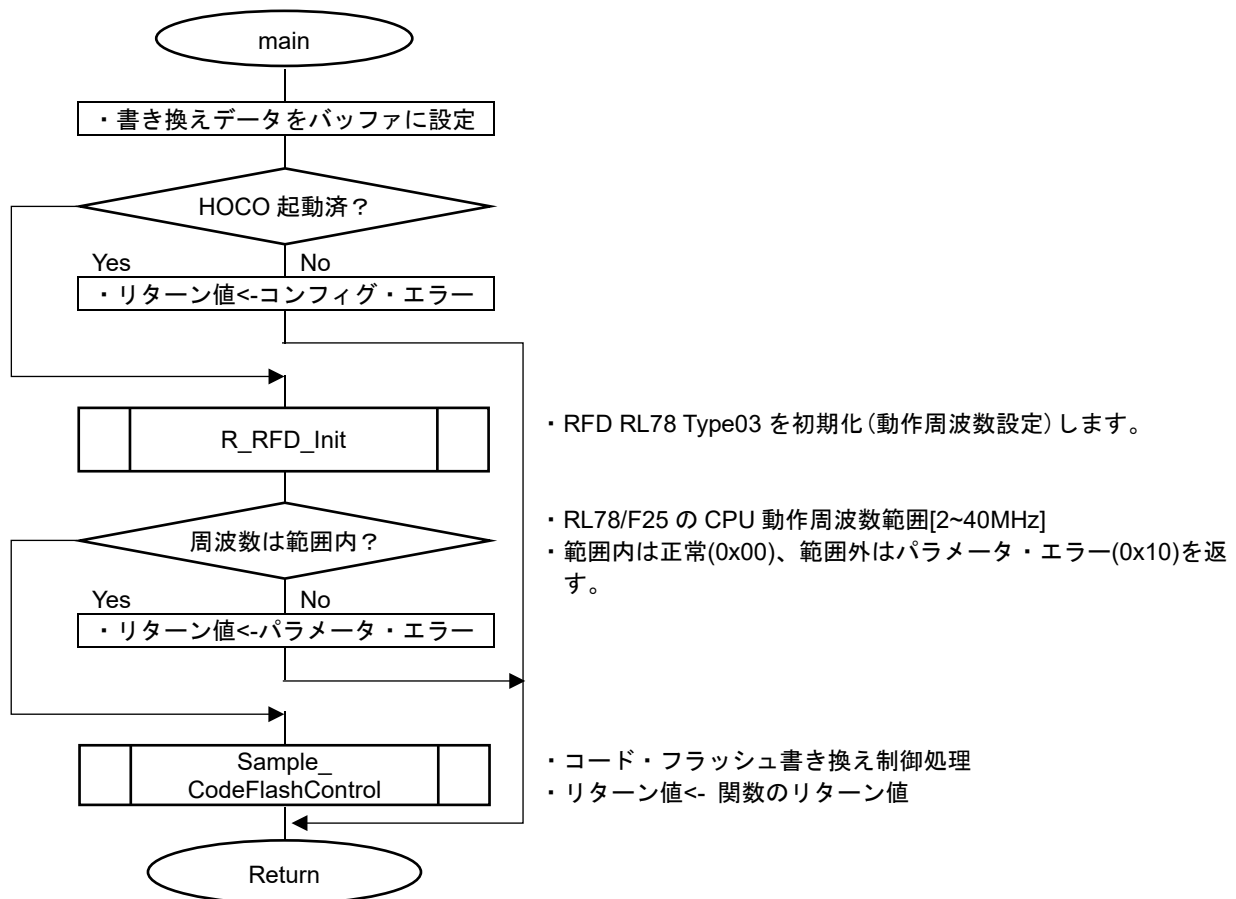 main
・書き換えデータをバッファに設定
HOCO 起動済？
Yes No
・リターン値<-コンフィグ・エラー
R_RFD_Init
・RFD RL78 Type03 を初期化（動作周波数設定）します。
周波数は範囲内？
・RL78/F25 の CPU 動作周波数範囲[2~40MHz]
・範囲内は正常(0x00)、範囲外はパラメータ・エラー(0x10)を返
す。
Yes No
・リターン値<-パラメータ・エラー
Sample_
CodeFlashControl
・コード・フラッシュ書き換え制御処理
・リターン値<- 関数のリターン値
Return